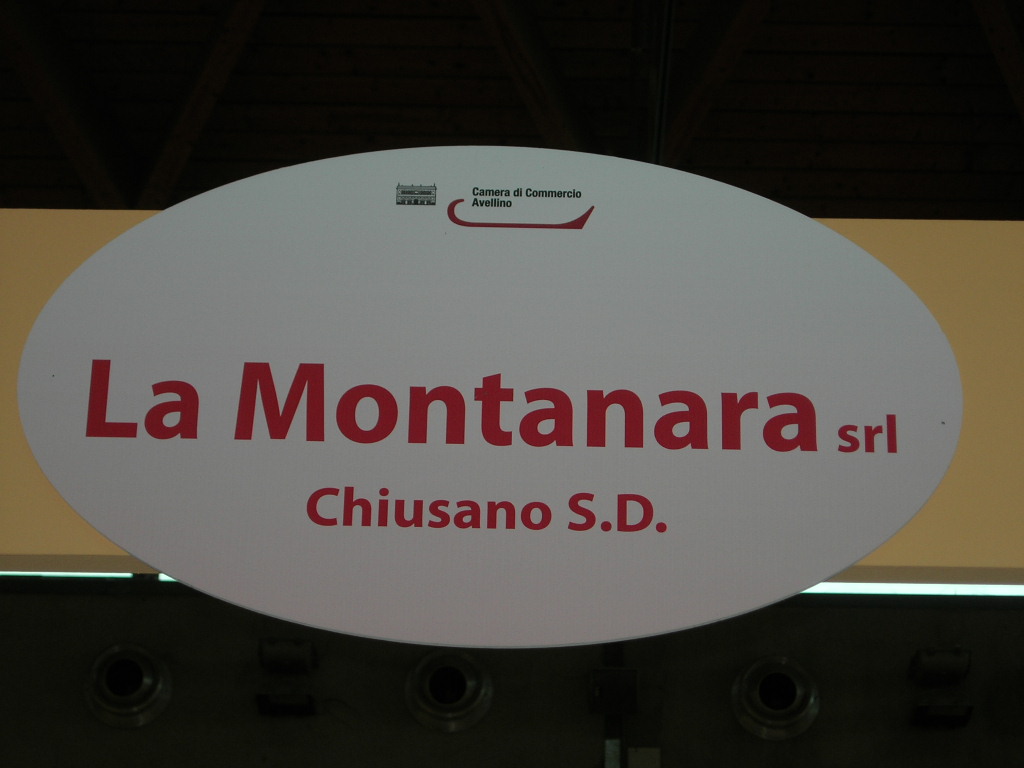 Camera di Commercio
Avellino
La Montanara srl
Chiusano S.D.